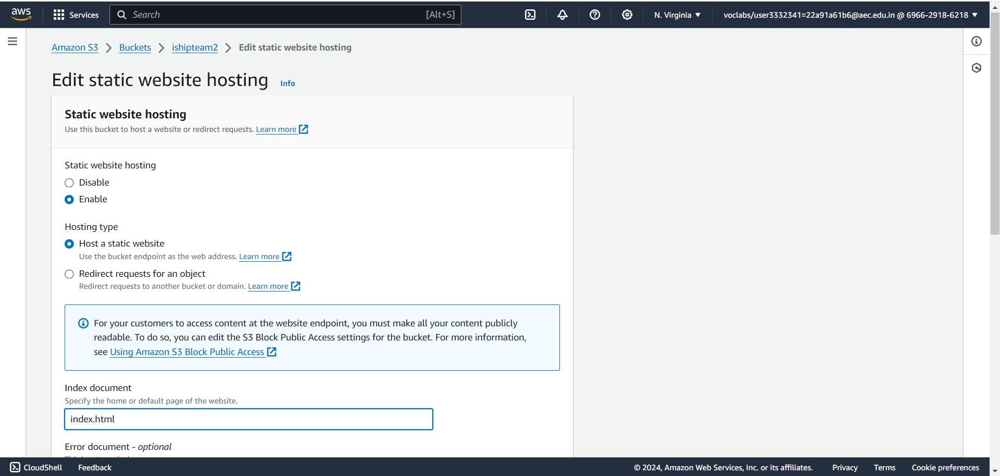 aws Services Search [Alt+S] N. Virginia voclabs/user3332341=22a91a61b6@aec.edu.in @ 6966-2918-6218
Amazon S3 Buckets ishipteam2 Edit static website hosting
Edit static website hosting Info
Static website hosting
Use this bucket to host a website or redirect requests. Learn more
Static website hosting
Disable
Enable
Hosting type
Host a static website
Use the bucket endpoint as the web address. Learn more
Redirect requests for an object
Redirect requests to another bucket or domain. Learn more
For your customers to access content at the website endpoint, you must make all your content publicly
readable. To do so, you can edit the S3 Block Public Access settings for the bucket. For more information,
see Using Amazon S3 Block Public Access
Index document
Specify the home or default page of the website.
index.html
Error document - optional
CloudShell Feedback © 2024, Amazon Web Services, Inc. or its affiliates. Privacy Terms Cookie preferences